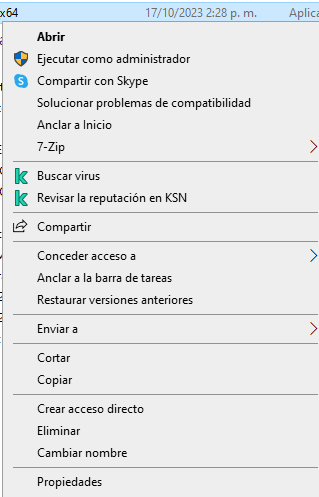 x64 17/10/2023 2:28 p. m. Aplica
Abrir
Ejecutar como administrador
Compartir con Skype
Solucionar problemas de compatibilidad
Anclar a Inicio
7-Zip
Buscar virus
Revisar la reputación en KSN
Compartir
Conceder acceso a
Anclar a la barra de tareas
Restaurar versiones anteriores
Enviar a
Cortar
Copiar
Crear acceso directo
Eliminar
Cambiar nombre
Propiedades